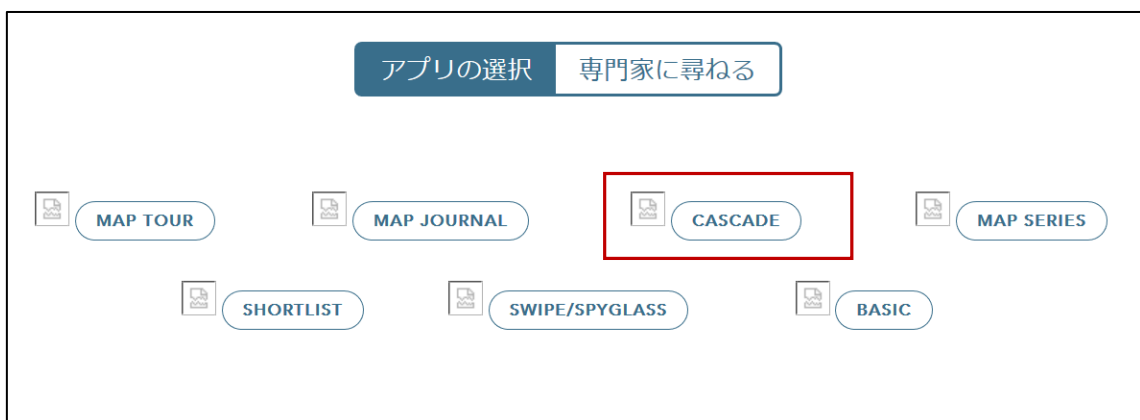 アプリの選択 専門家に尋ねる
MAP TOUR MAP JOURNAL CASCADE MAP SERIES
SHORTLIST SWIPE/SPYGLASS BASIC